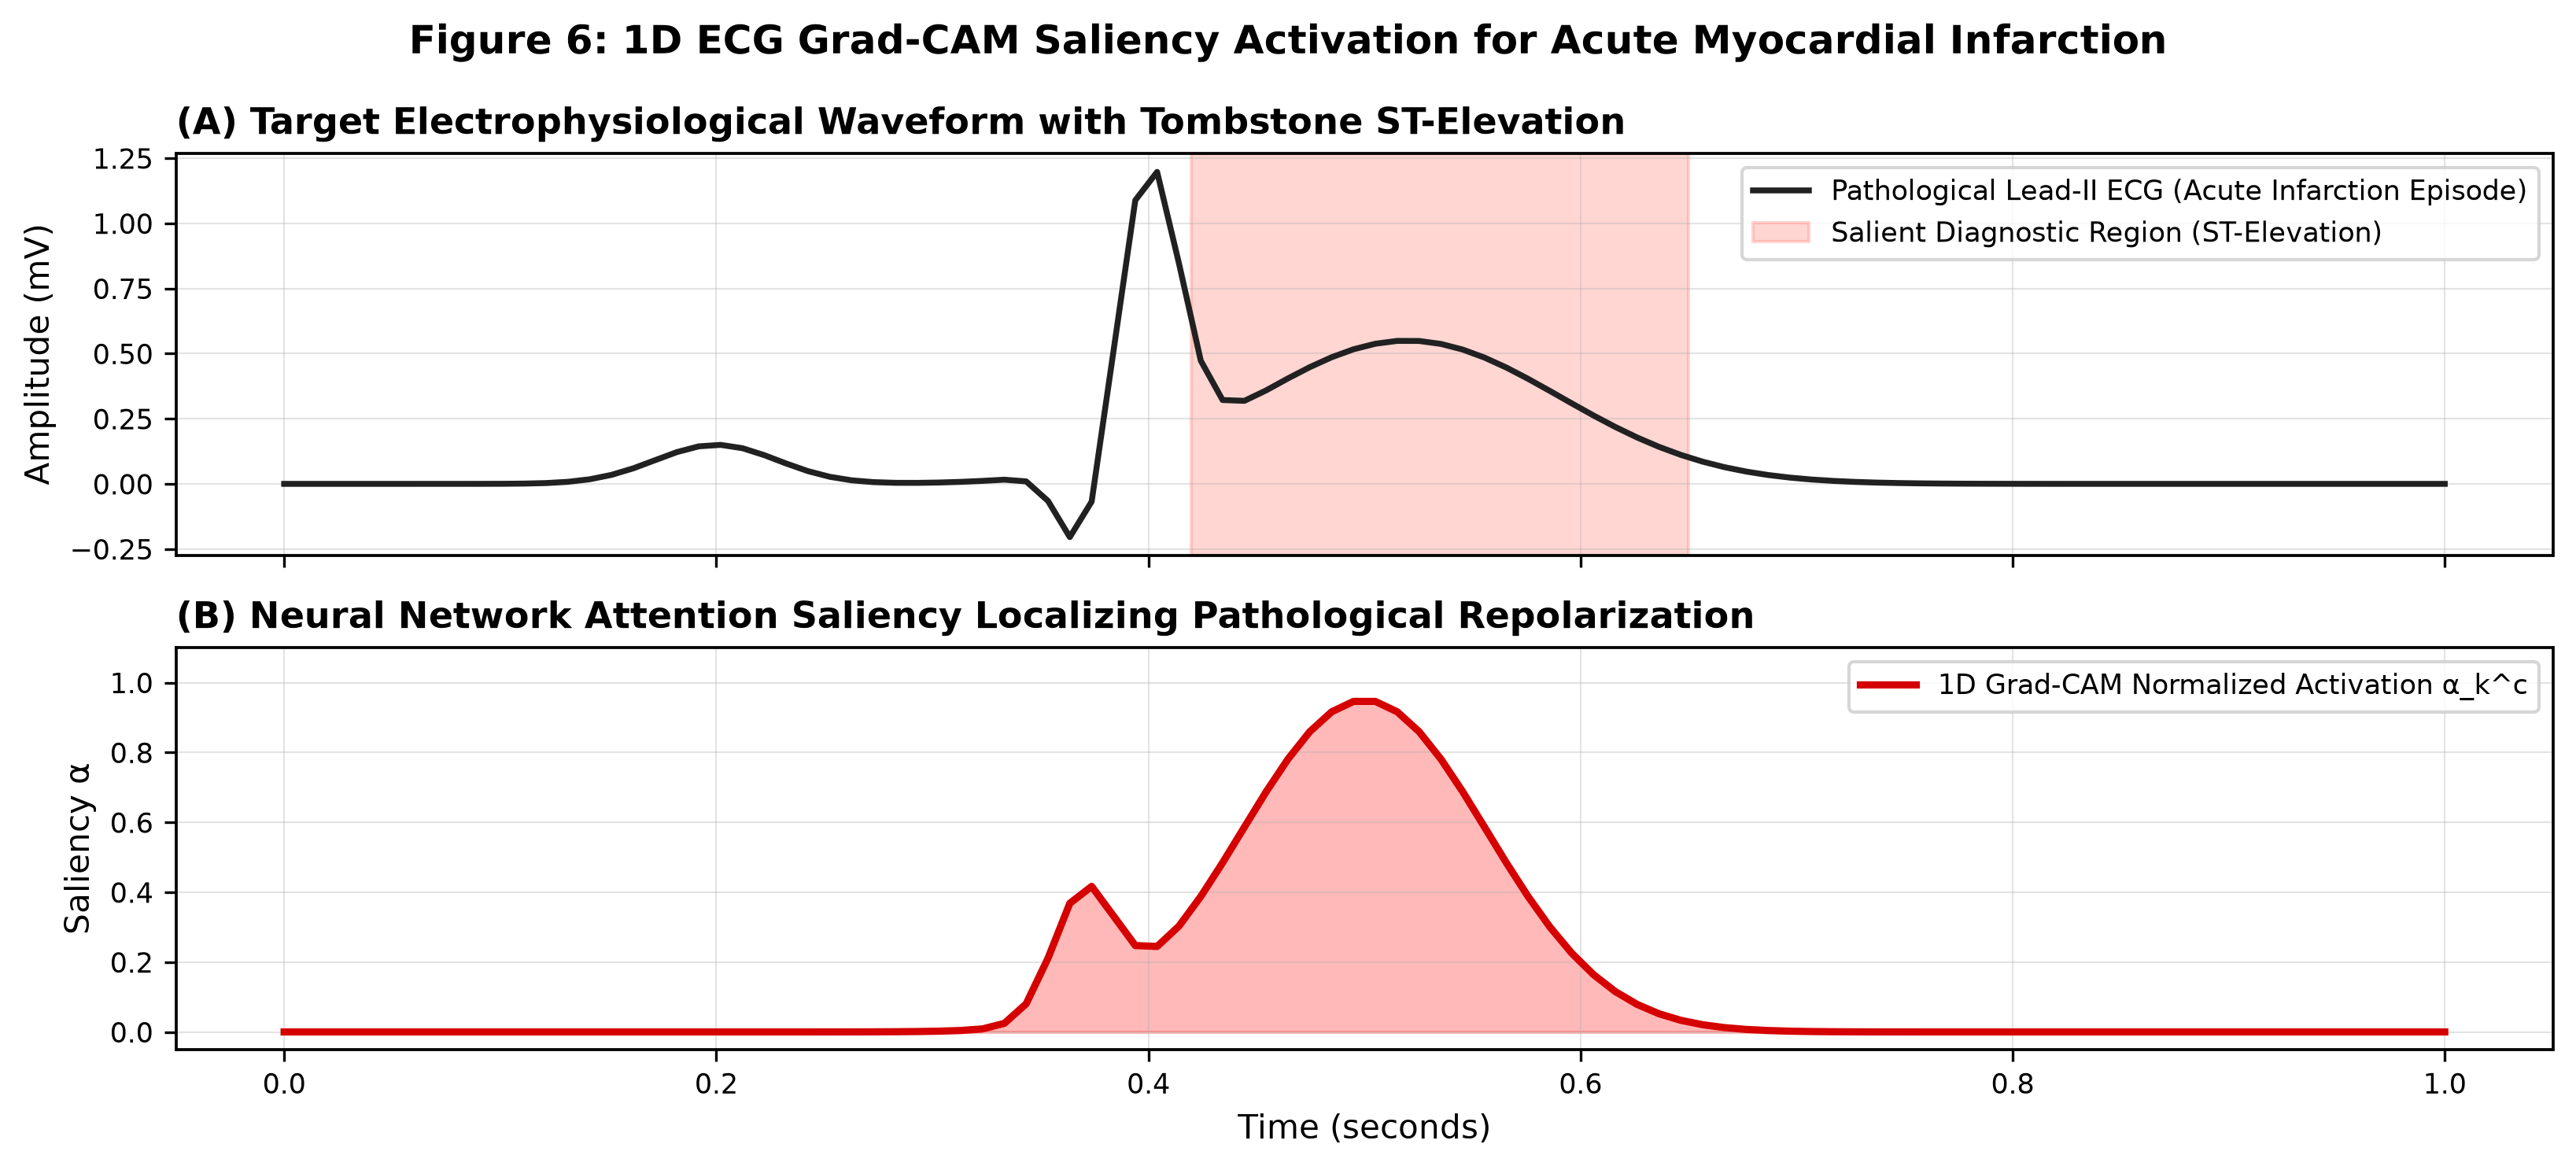 Figure 6: 1D ECG Grad-CAM Saliency Activation for Acute Myocardial Infarction
(A) Target Electrophysiological Waveform with Tombstone ST-Elevation
1.25
1.00
0.75
0.50
0.25
0.00
−0.25
Amplitude (mV)
Pathological Lead-II ECG (Acute Infarction Episode)
Salient Diagnostic Region (ST-Elevation)
(B) Neural Network Attention Saliency Localizing Pathological Repolarization
1.0
0.8
0.6
0.4
0.2
0.0
Saliency α
1D Grad-CAM Normalized Activation α_k^c
0.0 0.2 0.4 0.6 0.8 1.0
Time (seconds)